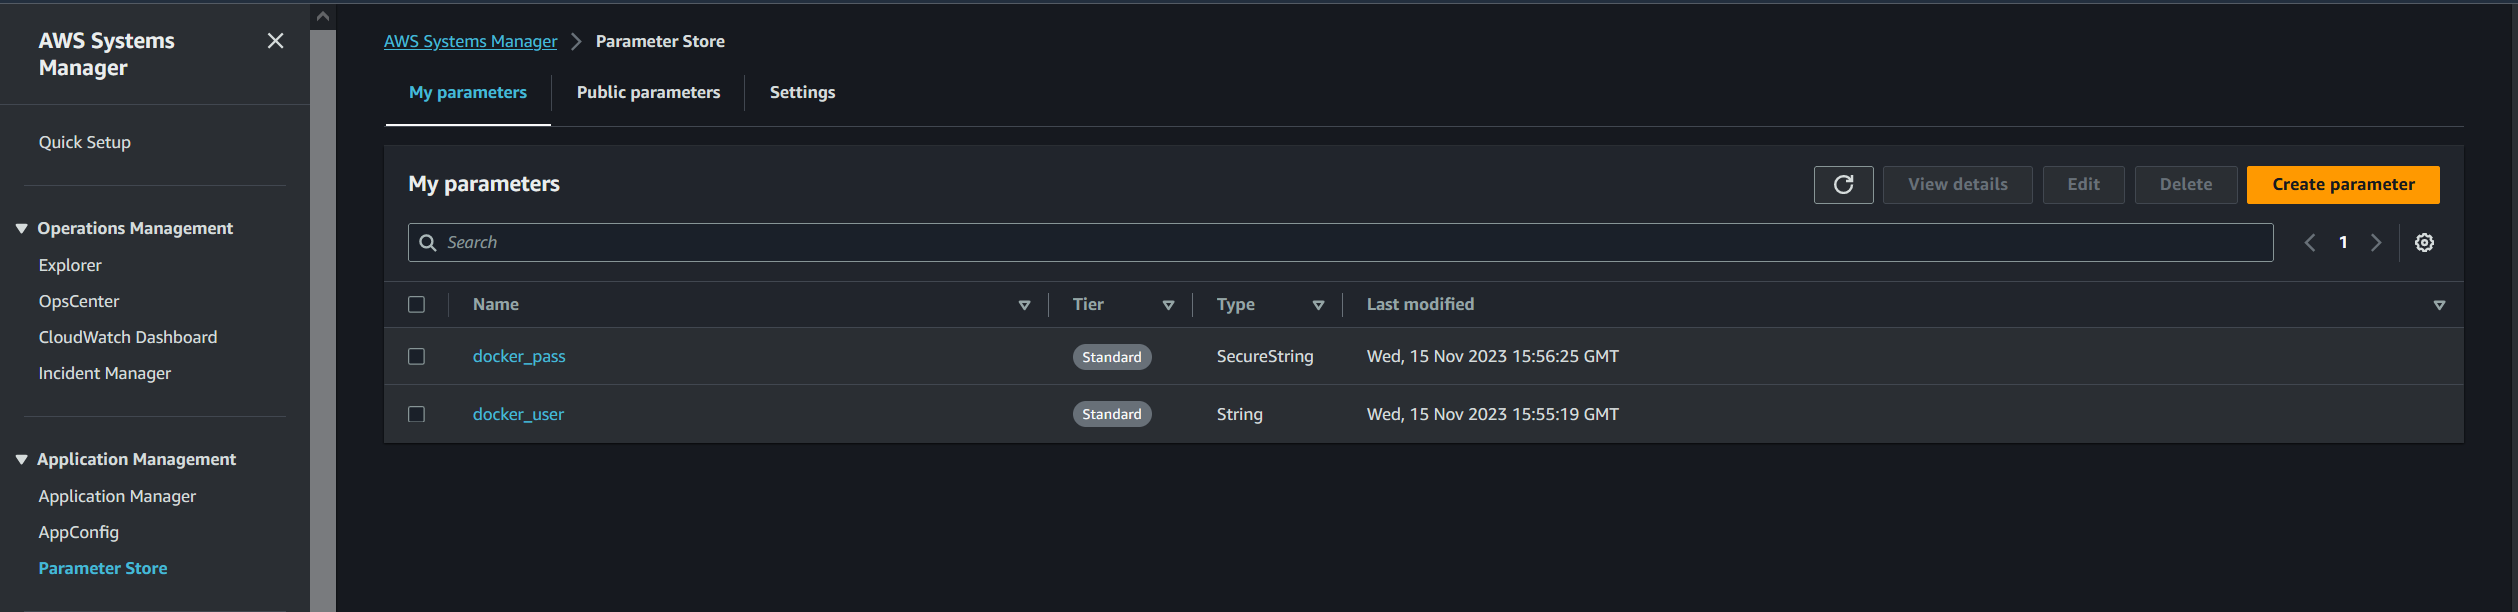 AWS Systems
Manager
Quick Setup
Operations Management
Explorer
OpsCenter
CloudWatch Dashboard
Incident Manager
Application Management
Application Manager
AppConfig
Parameter Store
AWS Systems Manager > Parameter Store
My parameters Public parameters Settings
My parameters View details Edit Delete Create parameter
Search 1
Name Tier Type Last modified
docker_pass Standard SecureString Wed, 15 Nov 2023 15:56:25 GMT
docker_user Standard String Wed, 15 Nov 2023 15:55:19 GMT